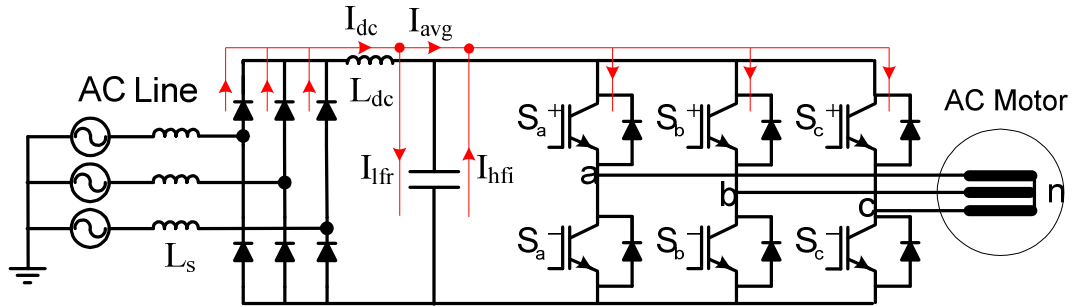 I_dc I_avg
AC Line
L_dc
AC Motor
S_a^+ S_b^+ S_c^+
I_lfr I_hfi
a
b
c
n
L_s
S_a^- S_b^- S_c^-